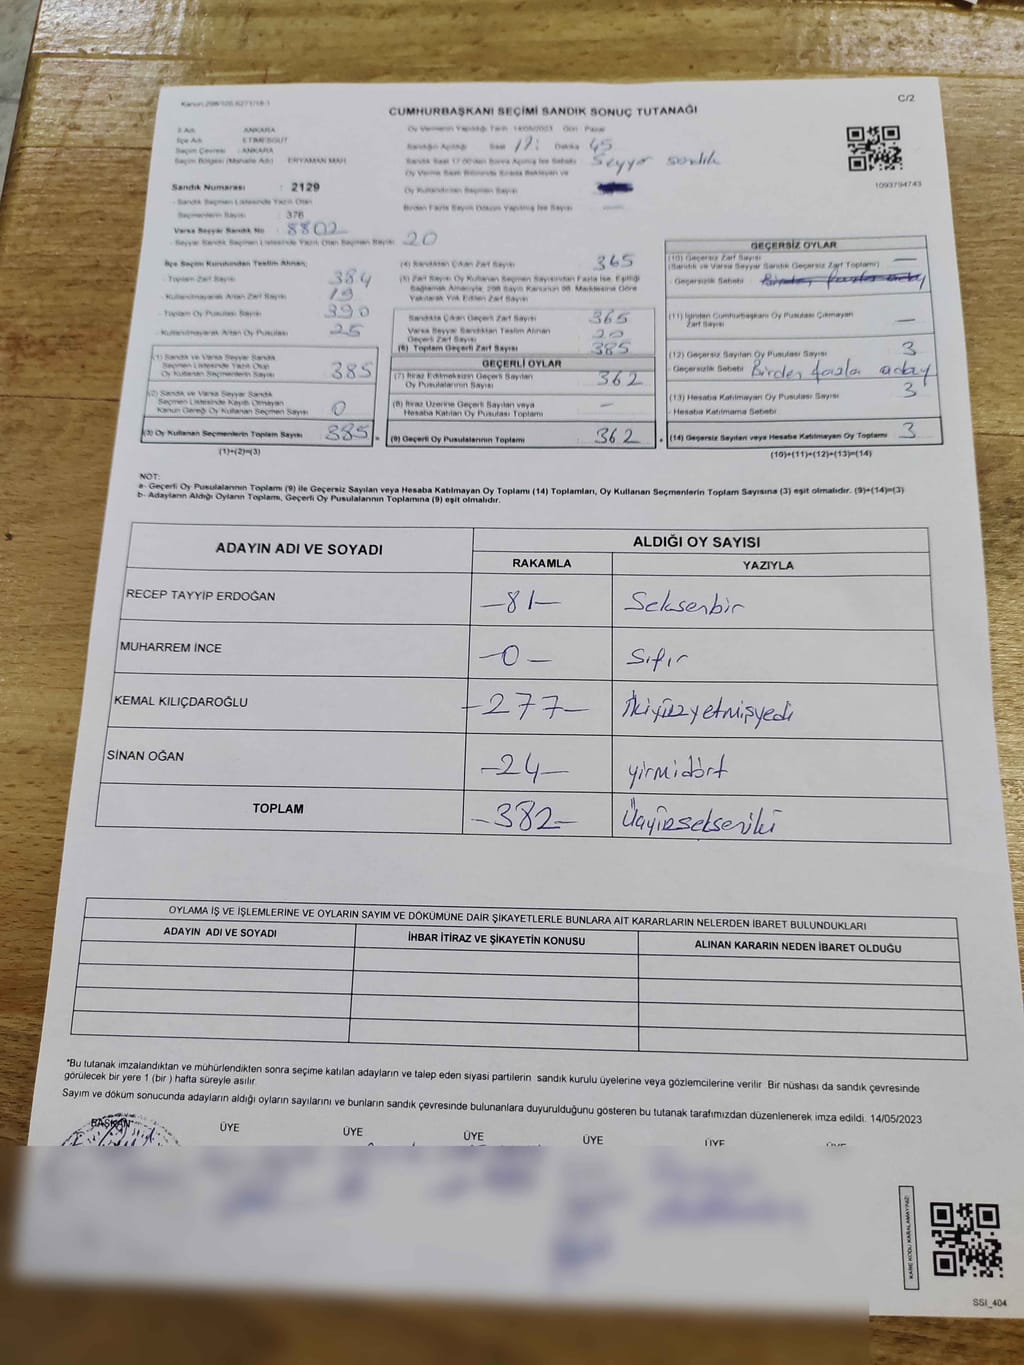 Kanun:298/105,6271/18-1
C/2
CUMHURBAŞKANI SEÇİMİ SANDIK SONUÇ TUTANAĞI
İl Adı : ANKARA
İlçe Adı : ETİMESGUT
Seçim Çevresi : ANKARA
Seçim Bölgesi (Mahalle Adı) : ERYAMAN MAH.
Sandık Numarası : 2129
- Sandık Seçmen Listesinde Yazılı Olan
Seçmenlerin Sayısı : 376
Varsa Seyyar Sandık No : 8802
- Seyyar Sandık Seçmen Listesinde Yazılı Olan Seçmen Sayısı 20
Oy Vermenin Yapıldığı Tarih 14/05/2023 Gün Pazar
Sandığın Açıldığı Saat 17: Dakika 45
Sandık Saat 17:00'den Sonra Açılmış İse Sebebi Seyyar sandık
Oy Verme Saati Bitiminde Sırada Bekleyen ve
Oy Kullandırılan Seçmen Sayısı
Birden Fazla Sayım Döküm Yapılmış İse Sayısı —
1093794743
İlçe Seçim Kurulundan Teslim Alınan;
- Toplam Zarf Sayısı 384
- Kullanılmayarak Artan Zarf Sayısı 19
- Toplam Oy Pusulası Sayısı 390
- Kullanılmayarak Artan Oy Pusulası 25
(1) Sandık ve Varsa Seyyar Sandık
Seçmen Listesinde Yazılı Olan
Oy Kullanan Seçmenlerin Sayısı 385
(2) Sandık ve Varsa Seyyar Sandık
Seçmen Listesinde Kayıtlı Olmayan
Kanun Gereği Oy Kullanan Seçmen Sayısı 0
(3) Oy Kullanan Seçmenlerin Toplam Sayısı 385
(1)+(2)=(3)
(4) Sandıktan Çıkan Zarf Sayısı 365
(5) Zarf Sayısı Oy Kullanan Seçmen Sayısından Fazla İse, Eşitliği
Sağlamak Amacıyla, 298 Sayılı Kanunun 98. Maddesine Göre
Yakılarak Yok Edilen Zarf Sayısı
Sandıkta Çıkan Geçerli Zarf Sayısı 365
Varsa Seyyar Sandıktan Teslim Alınan
Geçerli Zarf Sayısı 20
(6) Toplam Geçerli Zarf Sayısı 385
GEÇERLİ OYLAR
(7) İtiraz Edilmeksizin Geçerli Sayılan
Oy Pusulalarının Sayısı 362
(8) İtiraz Üzerine Geçerli Sayılan veya
Hesaba Katılan Oy Pusulası Toplamı —
(9) Geçerli Oy Pusulalarının Toplamı 362
GEÇERSİZ OYLAR
(10) Geçersiz Zarf Sayısı —
(Sandık ve Varsa Seyyar Sandık Geçersiz Zarf Toplamı)
- Geçersizlik Sebebi Birden fazla aday
(11) İçinden Cumhurbaşkanı Oy Pusulası Çıkmayan
Zarf Sayısı —
(12) Geçersiz Sayılan Oy Pusulası Sayısı 3
- Geçersizlik Sebebi Birden fazla aday
(13) Hesaba Katılmayan Oy Pusulası Sayısı 3
- Hesaba Katılmama Sebebi
(14) Geçersiz Sayılan veya Hesaba Katılmayan Oy Toplamı 3
(10)+(11)+(12)+(13)=(14)
NOT:
a- Geçerli Oy Pusulalarının Toplamı (9) ile Geçersiz Sayılan veya Hesaba Katılmayan Oy Toplamı (14) Toplamları, Oy Kullanan Seçmenlerin Toplam Sayısına (3) eşit olmalıdır. (9)+(14)=(3)
b- Adayların Aldığı Oyların Toplamı, Geçerli Oy Pusulalarının Toplamına (9) eşit olmalıdır.
ADAYIN ADI VE SOYADI ALDIĞI OY SAYISI
RAKAMLA YAZIYLA
RECEP TAYYİP ERDOĞAN -81- Seksenbir
MUHARREM İNCE -0- Sıfır
KEMAL KILIÇDAROĞLU -277- İkiyüzyetmişyedi
SİNAN OĞAN -24- yirmidört
TOPLAM -382- Üçyüzsekseniki
OYLAMA İŞ VE İŞLEMLERİNE VE OYLARIN SAYIM VE DÖKÜMÜNE DAİR ŞİKAYETLERLE BUNLARA AİT KARARLARIN NELERDEN İBARET BULUNDUKLARI
ADAYIN ADI VE SOYADI İHBAR İTİRAZ VE ŞİKAYETİN KONUSU ALINAN KARARIN NEDEN İBARET OLDUĞU
*Bu tutanak imzalandıktan ve mühürlendikten sonra seçime katılan adayların ve talep eden siyasi partilerin sandık kurulu üyelerine veya gözlemcilerine verilir. Bir nüshası da sandık çevresinde
görülecek bir yere 1 (bir ) hafta süreyle asılır.
Sayım ve döküm sonucunda adayların aldığı oyların sayılarını ve bunların sandık çevresinde bulunanlara duyurulduğunu gösteren bu tutanak tarafımızdan düzenlenerek imza edildi. 14/05/2023
BAŞKAN ÜYE ÜYE ÜYE ÜYE ÜYE ÜYE
KARE KODU KARALAMAYINIZ!
SSI_404